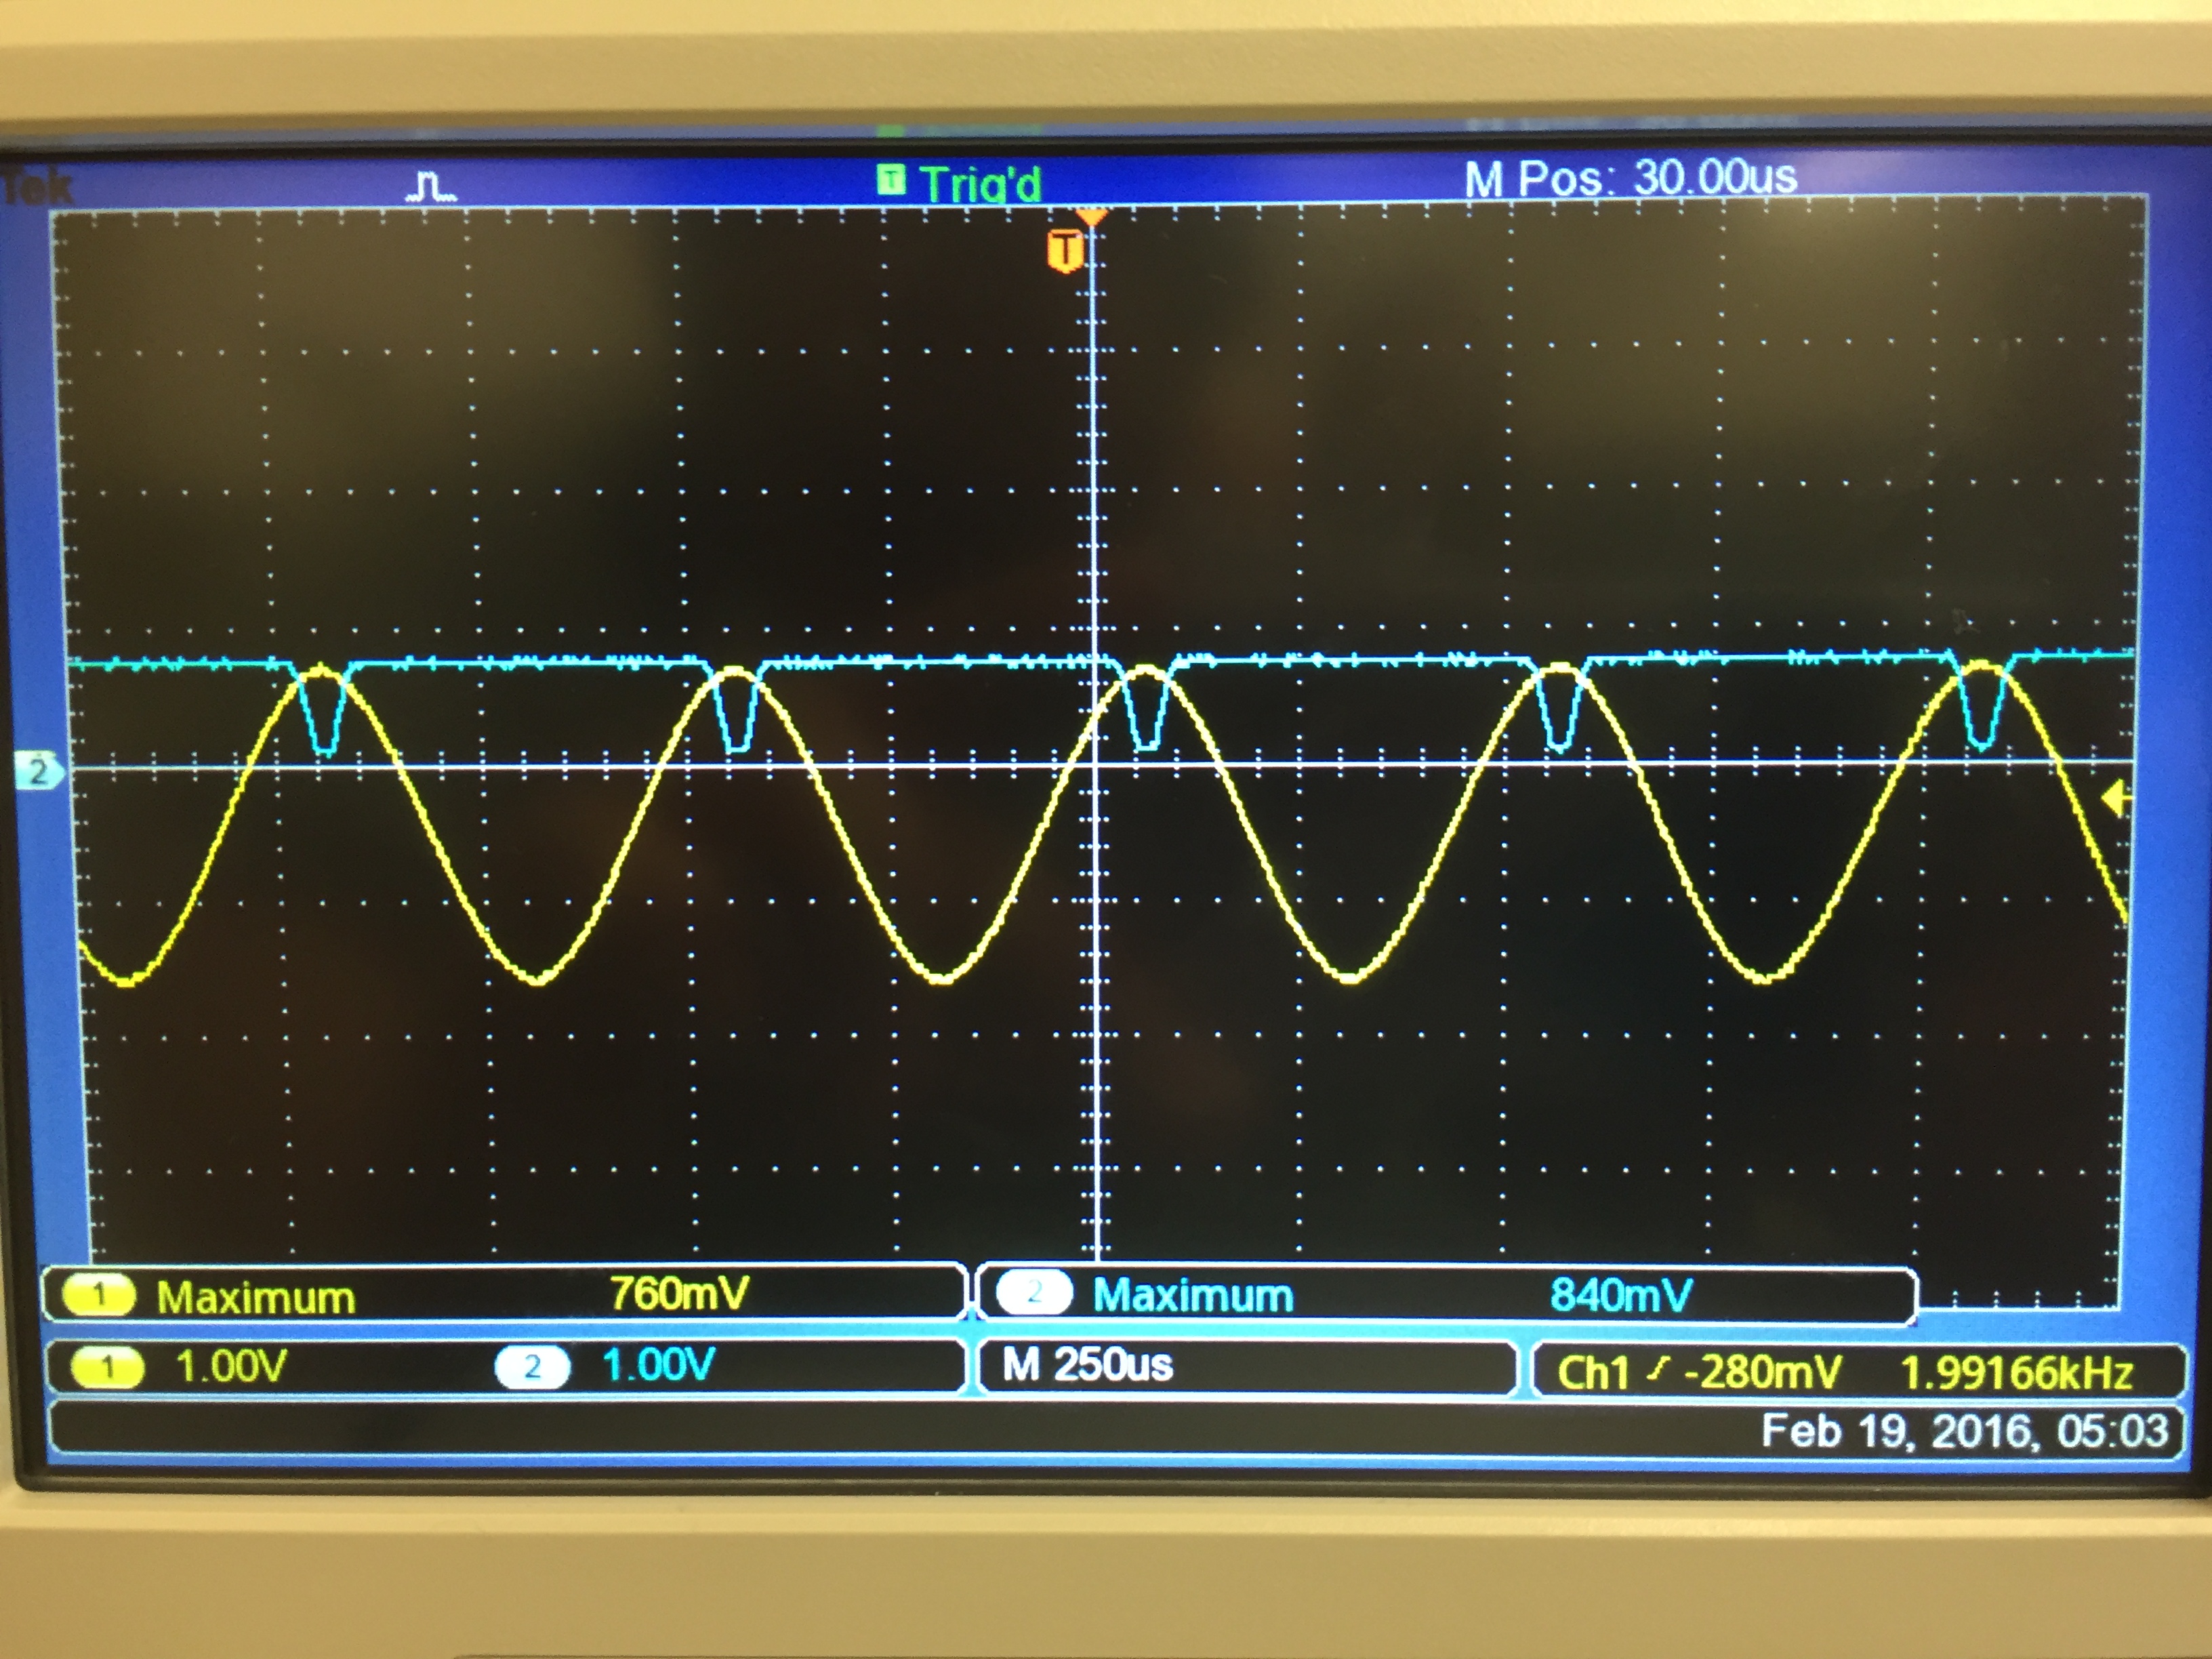 Tek T Trig'd M Pos: 30.00us
T
2
1 Maximum 760mV 2 Maximum 840mV
1 1.00V 2 1.00V M 250us Ch1 -280mV 1.99166kHz
Feb 19, 2016, 05:03